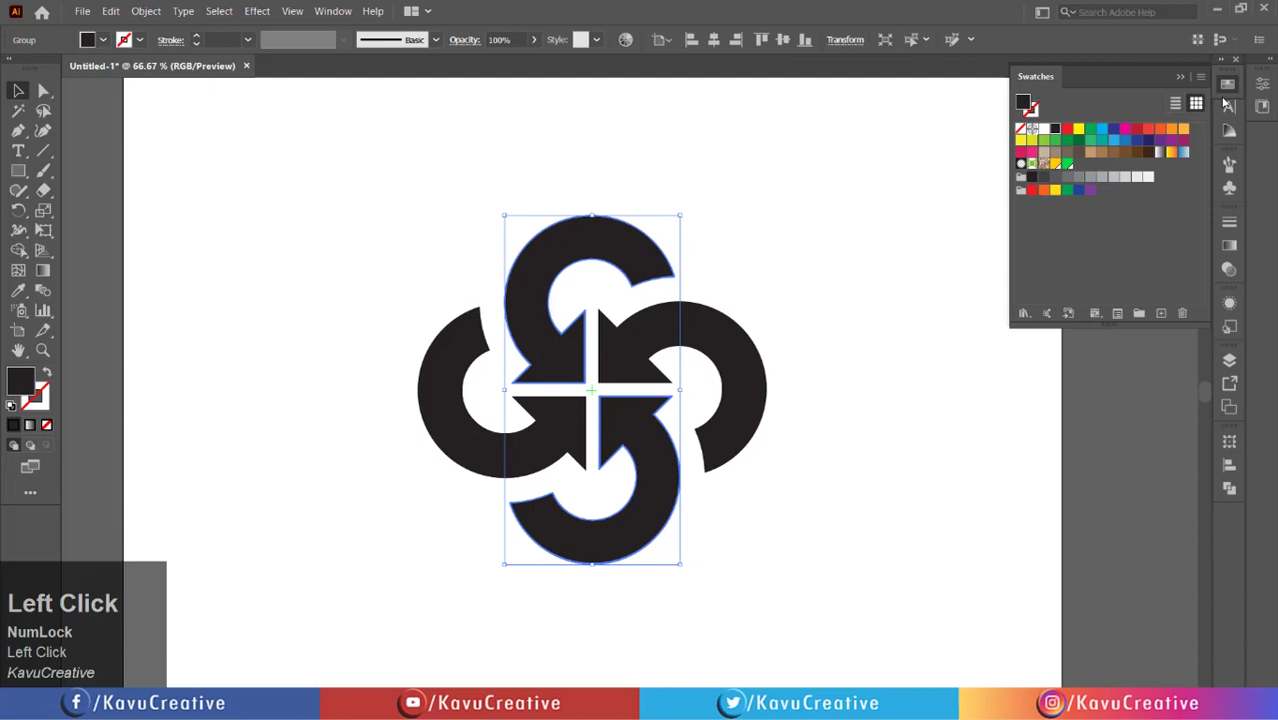 Ai File Edit Object Type Select Effect View Window Help Search Adobe Help
Group Stroke: Basic Opacity: 100% Style: Transform
Untitled-1* @ 66.67 % (RGB/Preview) ×
Swatches
Left Click
NumLock
Left Click
KavuCreative
/KavuCreative /KavuCreative /KavuCreative /KavuCreative